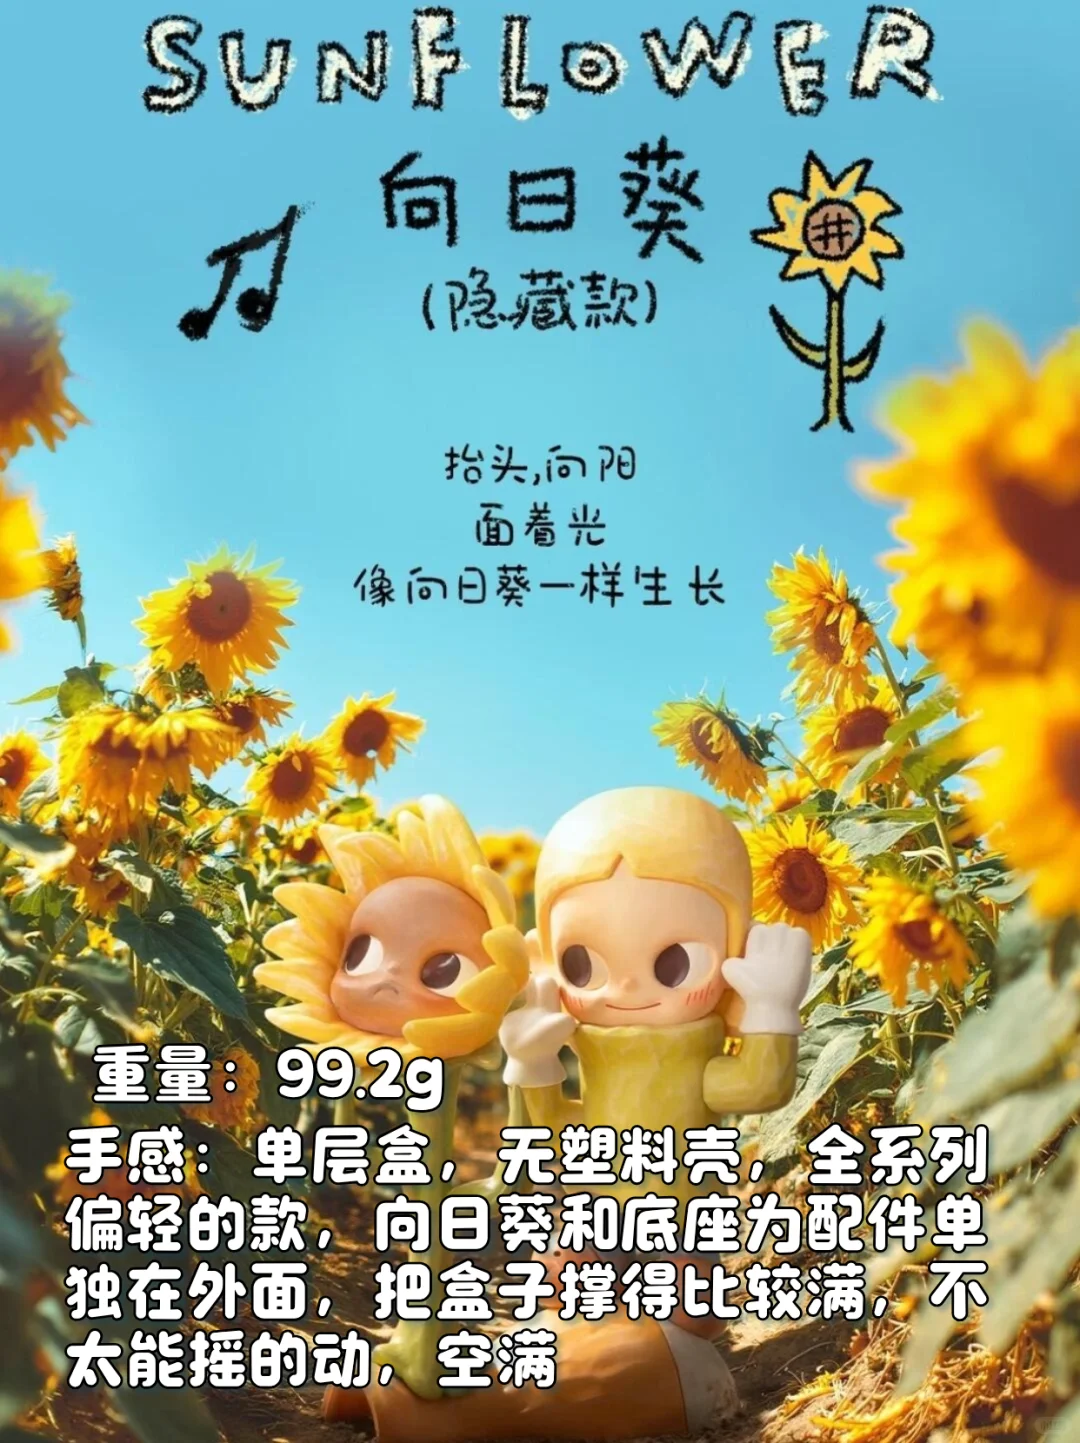 SUNFLOWER
向日葵
(隐藏款)
抬头,向阳
面着光
像向日葵一样生长
重量：99.2g
手感：单层盒，无塑料壳，全系列
偏轻的款，向日葵和底座为配件单
独在外面，把盒子撑得比较满，不
太能摇的动，空满